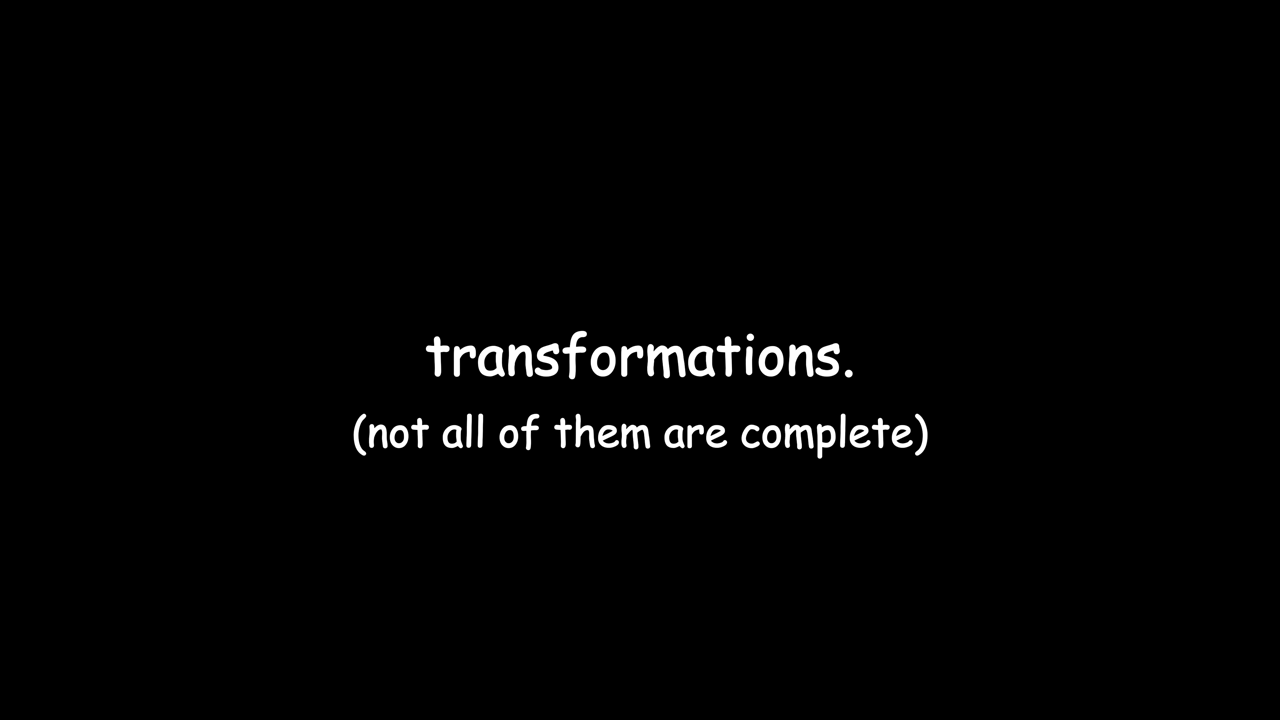 transformations.
(not all of them are complete)